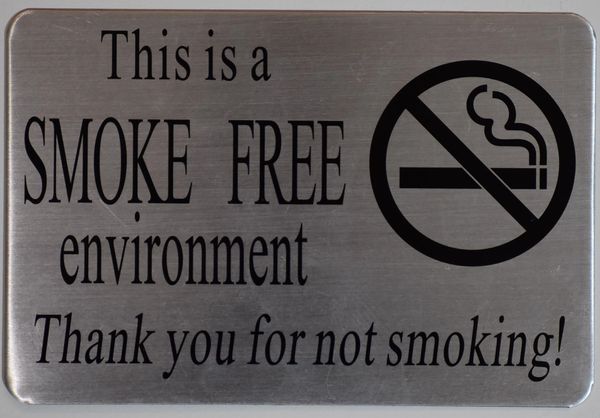 This is a
SMOKE FREE
environment
Thank you for not smoking!